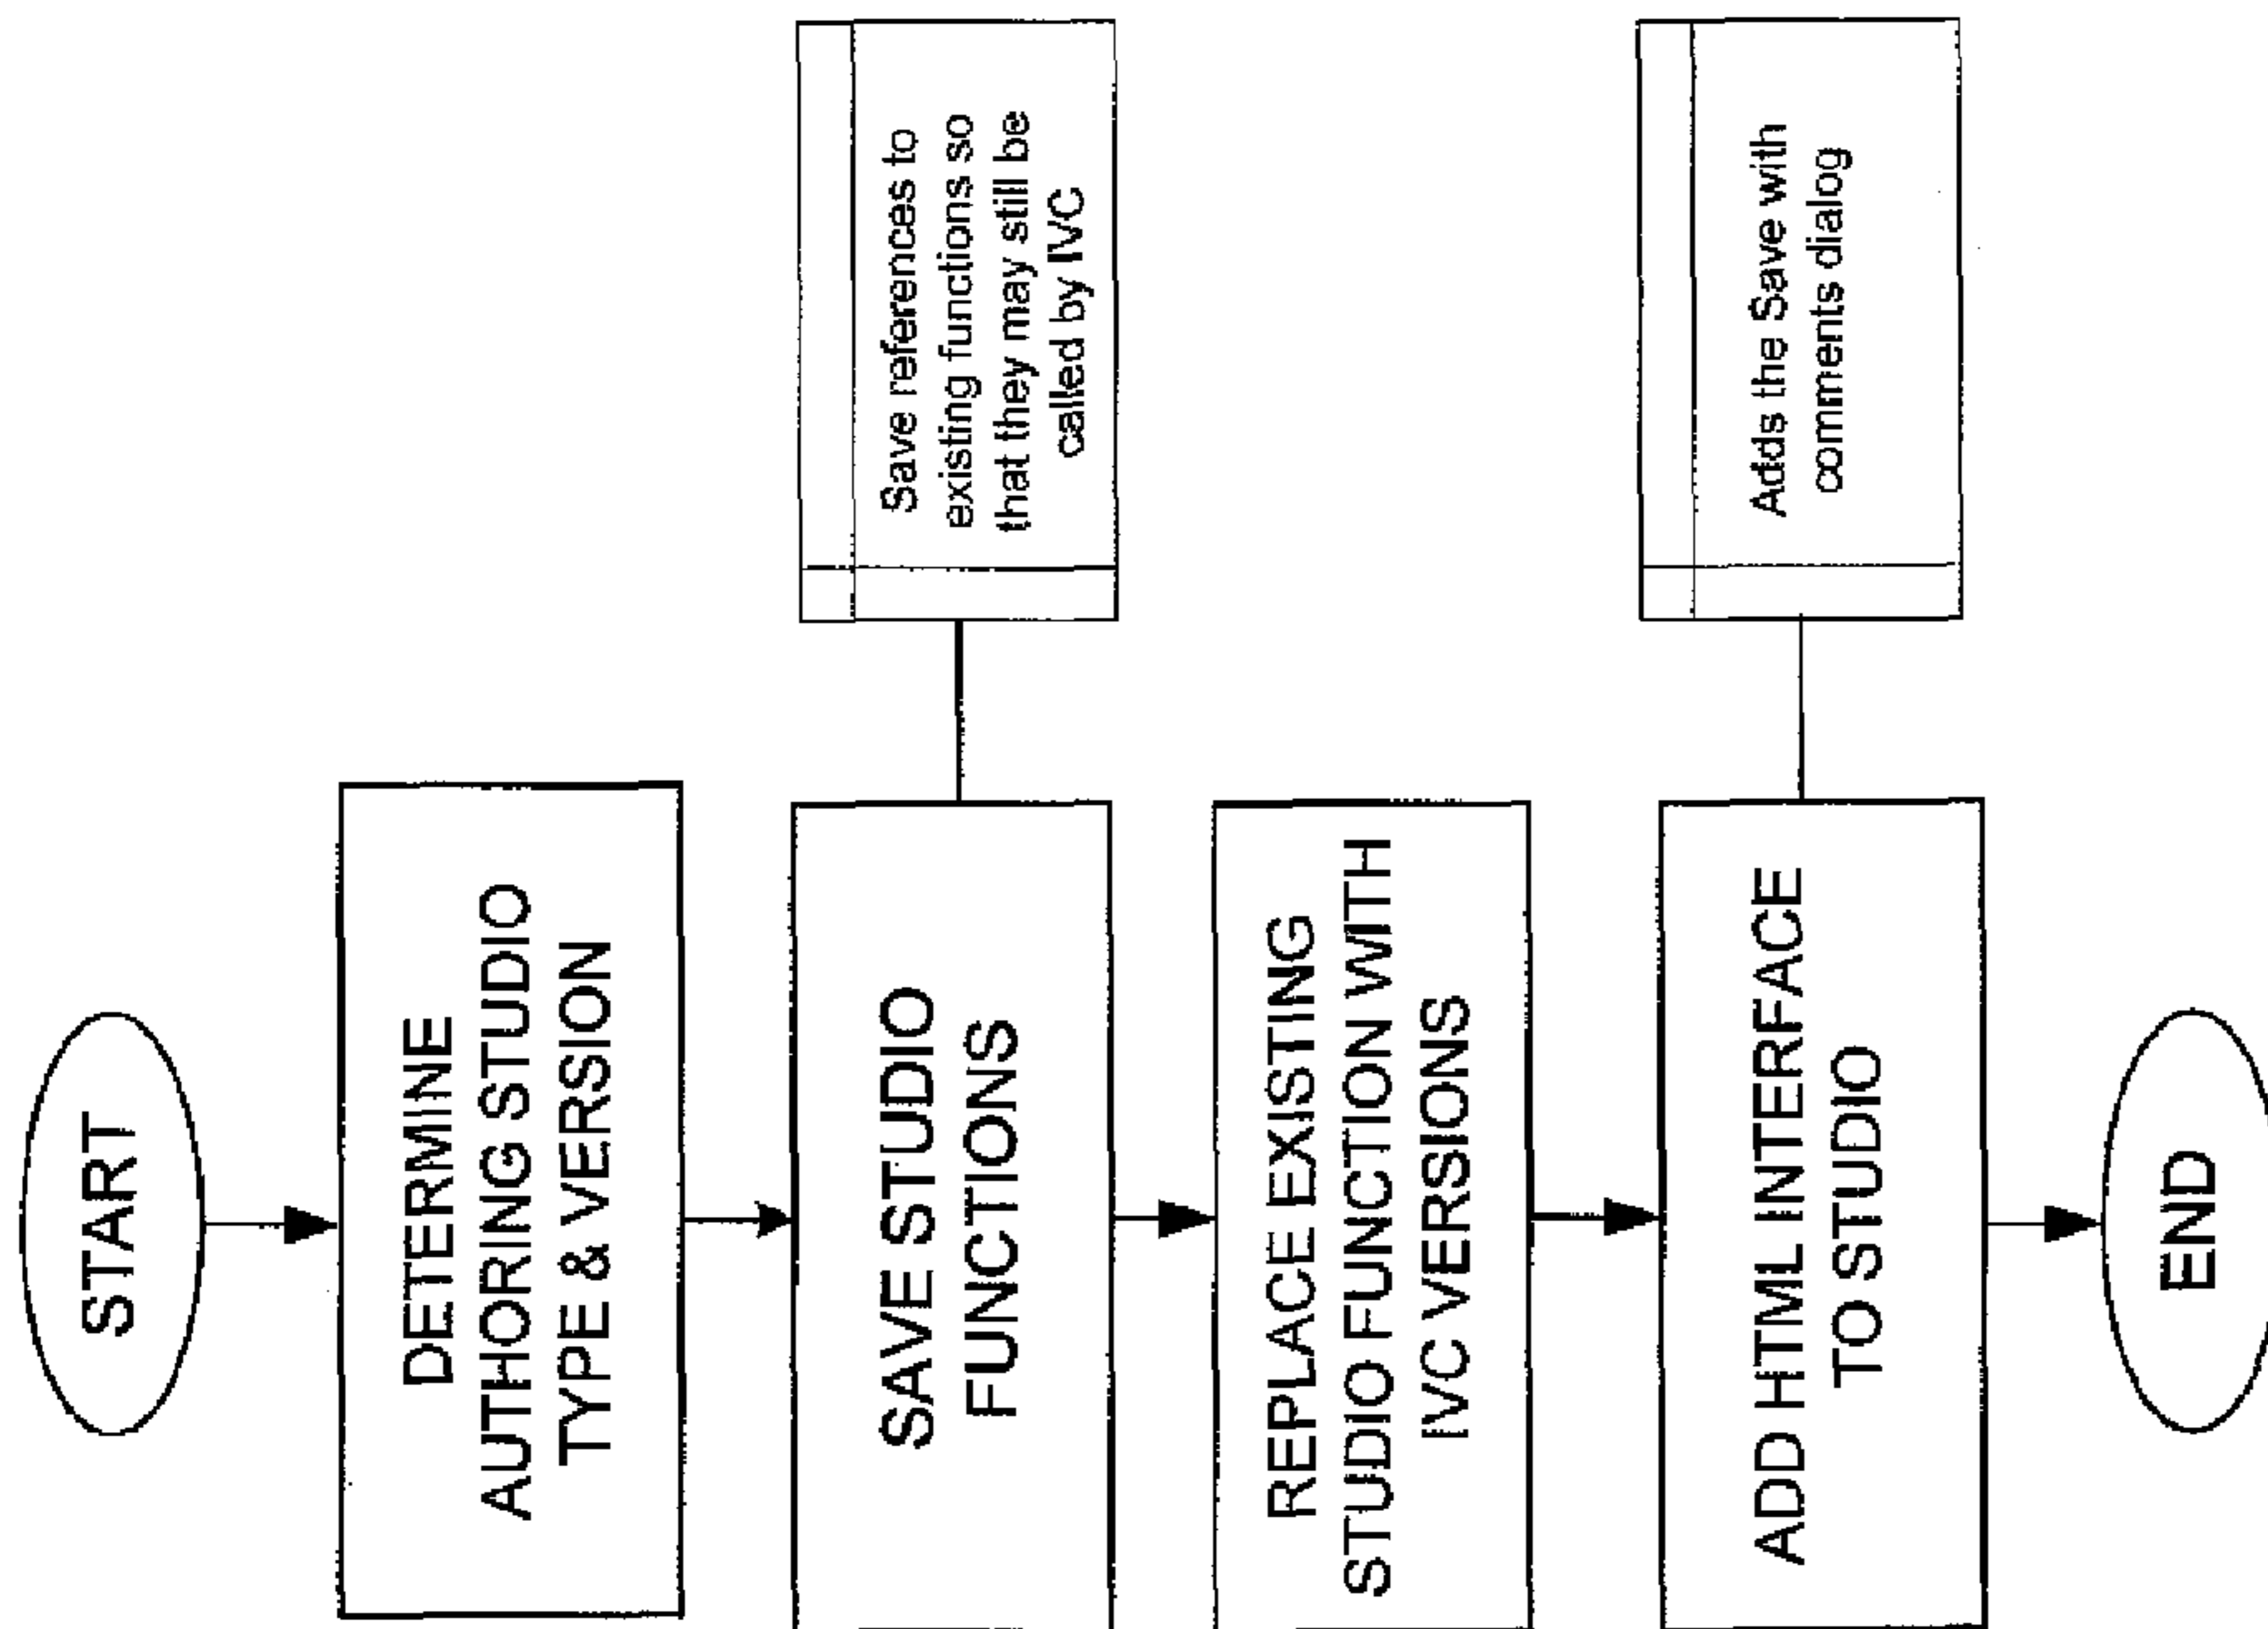 START
DETERMINE
AUTHORING STUDIO
TYPE & VERSION
SAVE STUDIO
FUNCTIONS
Save references to
existing functions so
that they may still be
called by IVC
REPLACE EXISTING
STUDIO FUNCTION WITH
IVC VERSIONS
ADD HTML INTERFACE
TO STUDIO
Adds the Save with
comments dialog
END